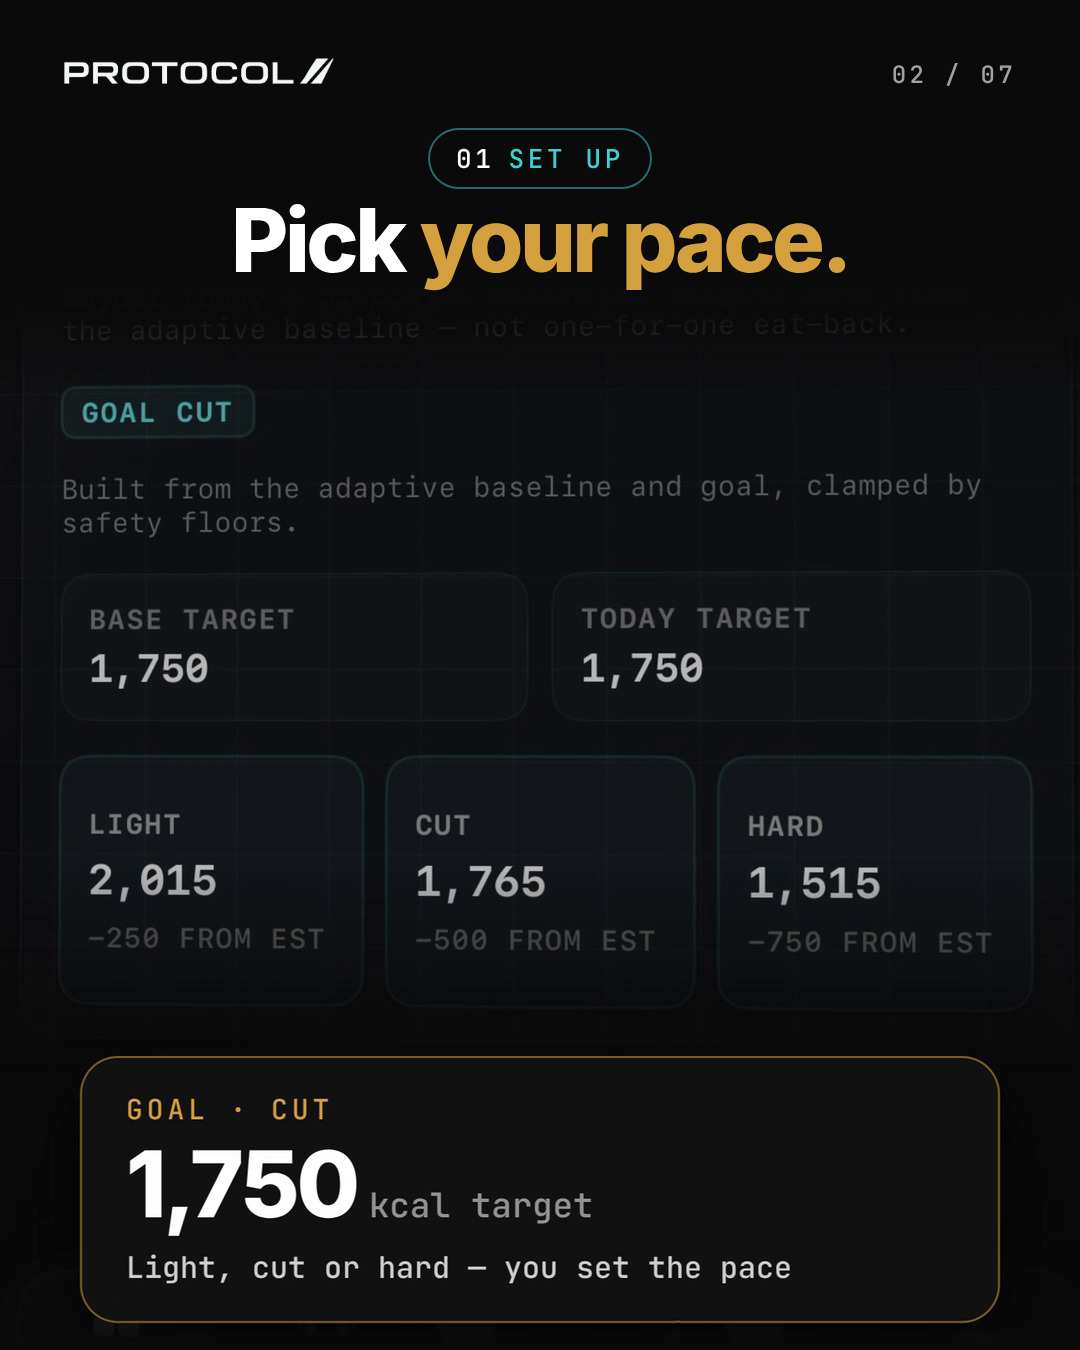 PROTOCOL
02 / 07
01 SET UP
Pick your pace.
the adaptive baseline — not one-for-one eat-back.
GOAL CUT
Built from the adaptive baseline and goal, clamped by
safety floors.
BASE TARGET
1,750
TODAY TARGET
1,750
LIGHT
2,015
−250 FROM EST
CUT
1,765
−500 FROM EST
HARD
1,515
−750 FROM EST
GOAL · CUT
1,750 kcal target
Light, cut or hard — you set the pace